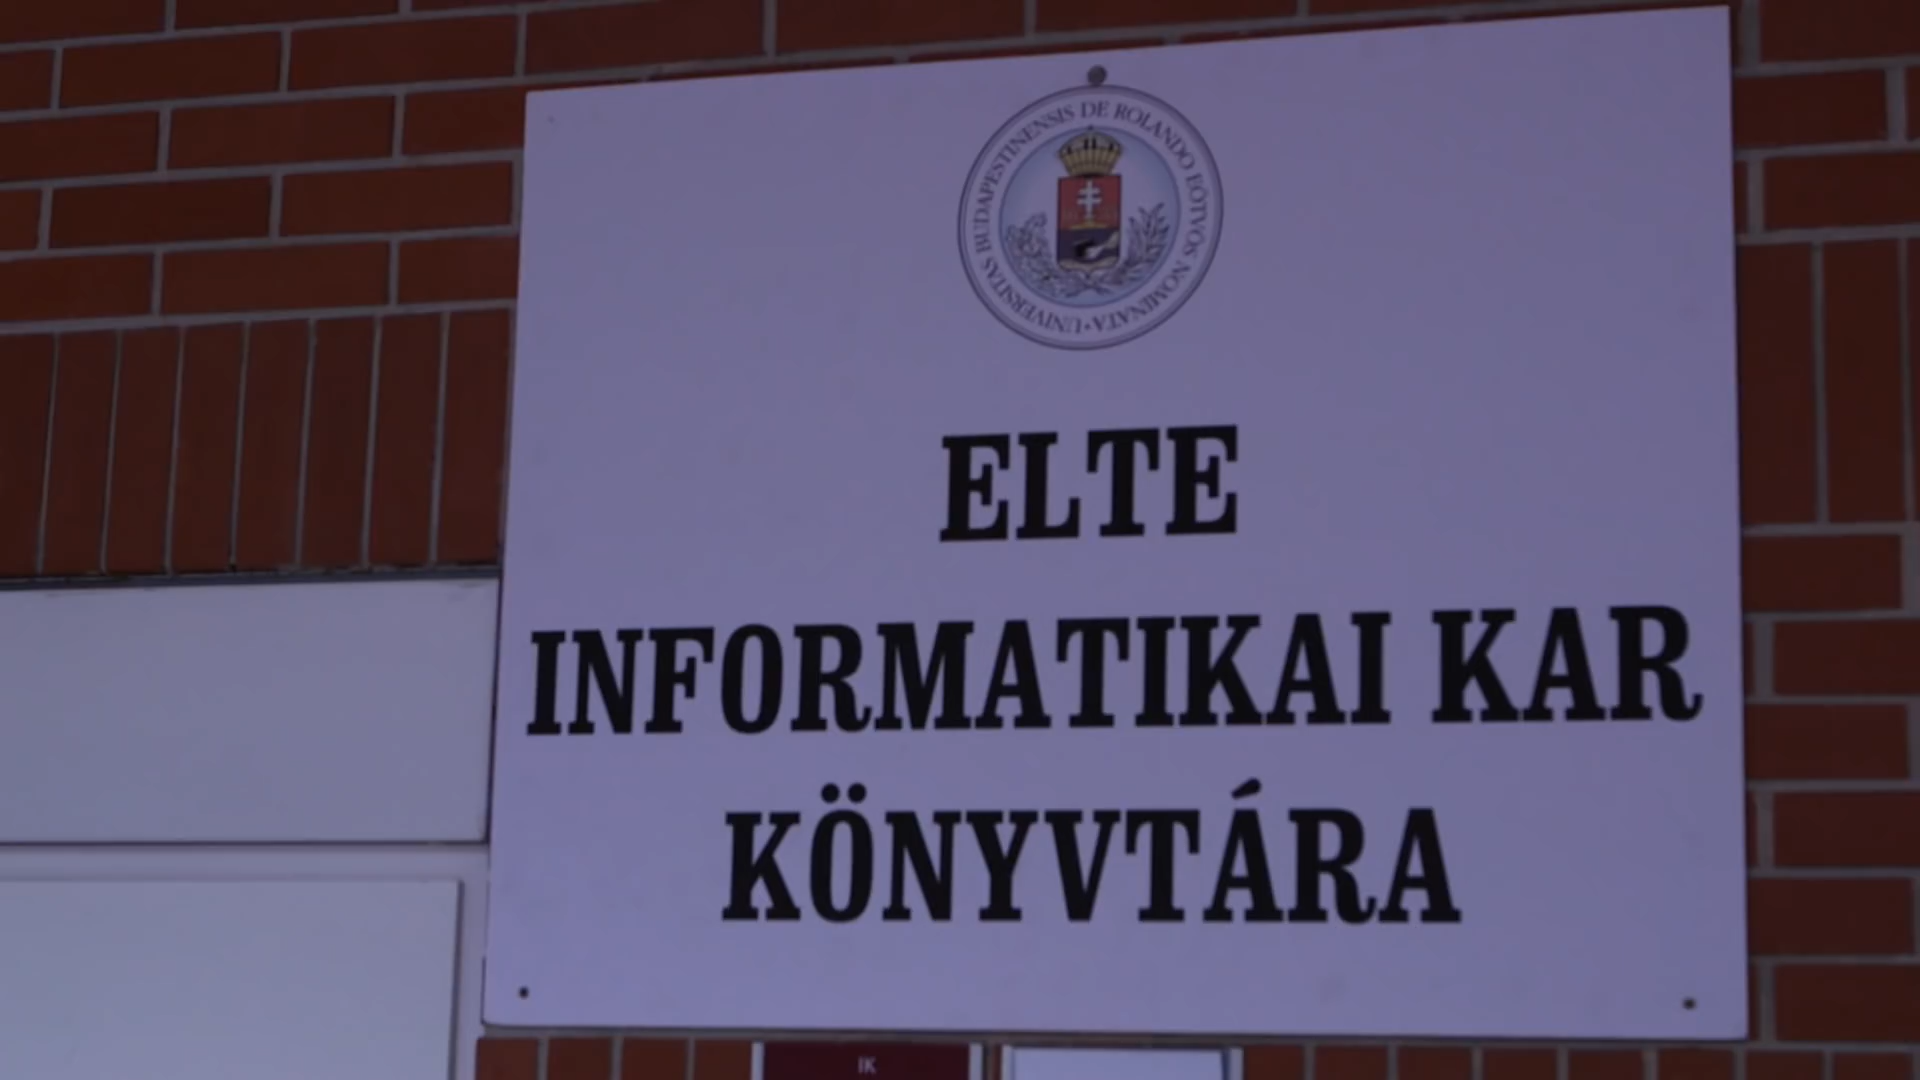 UNIVERSITAS BUDAPESTINENSIS DE ROLANDO EÖTVÖS NOMINATA •
ELTE
INFORMATIKAI KAR
KÖNYVTÁRA
IK